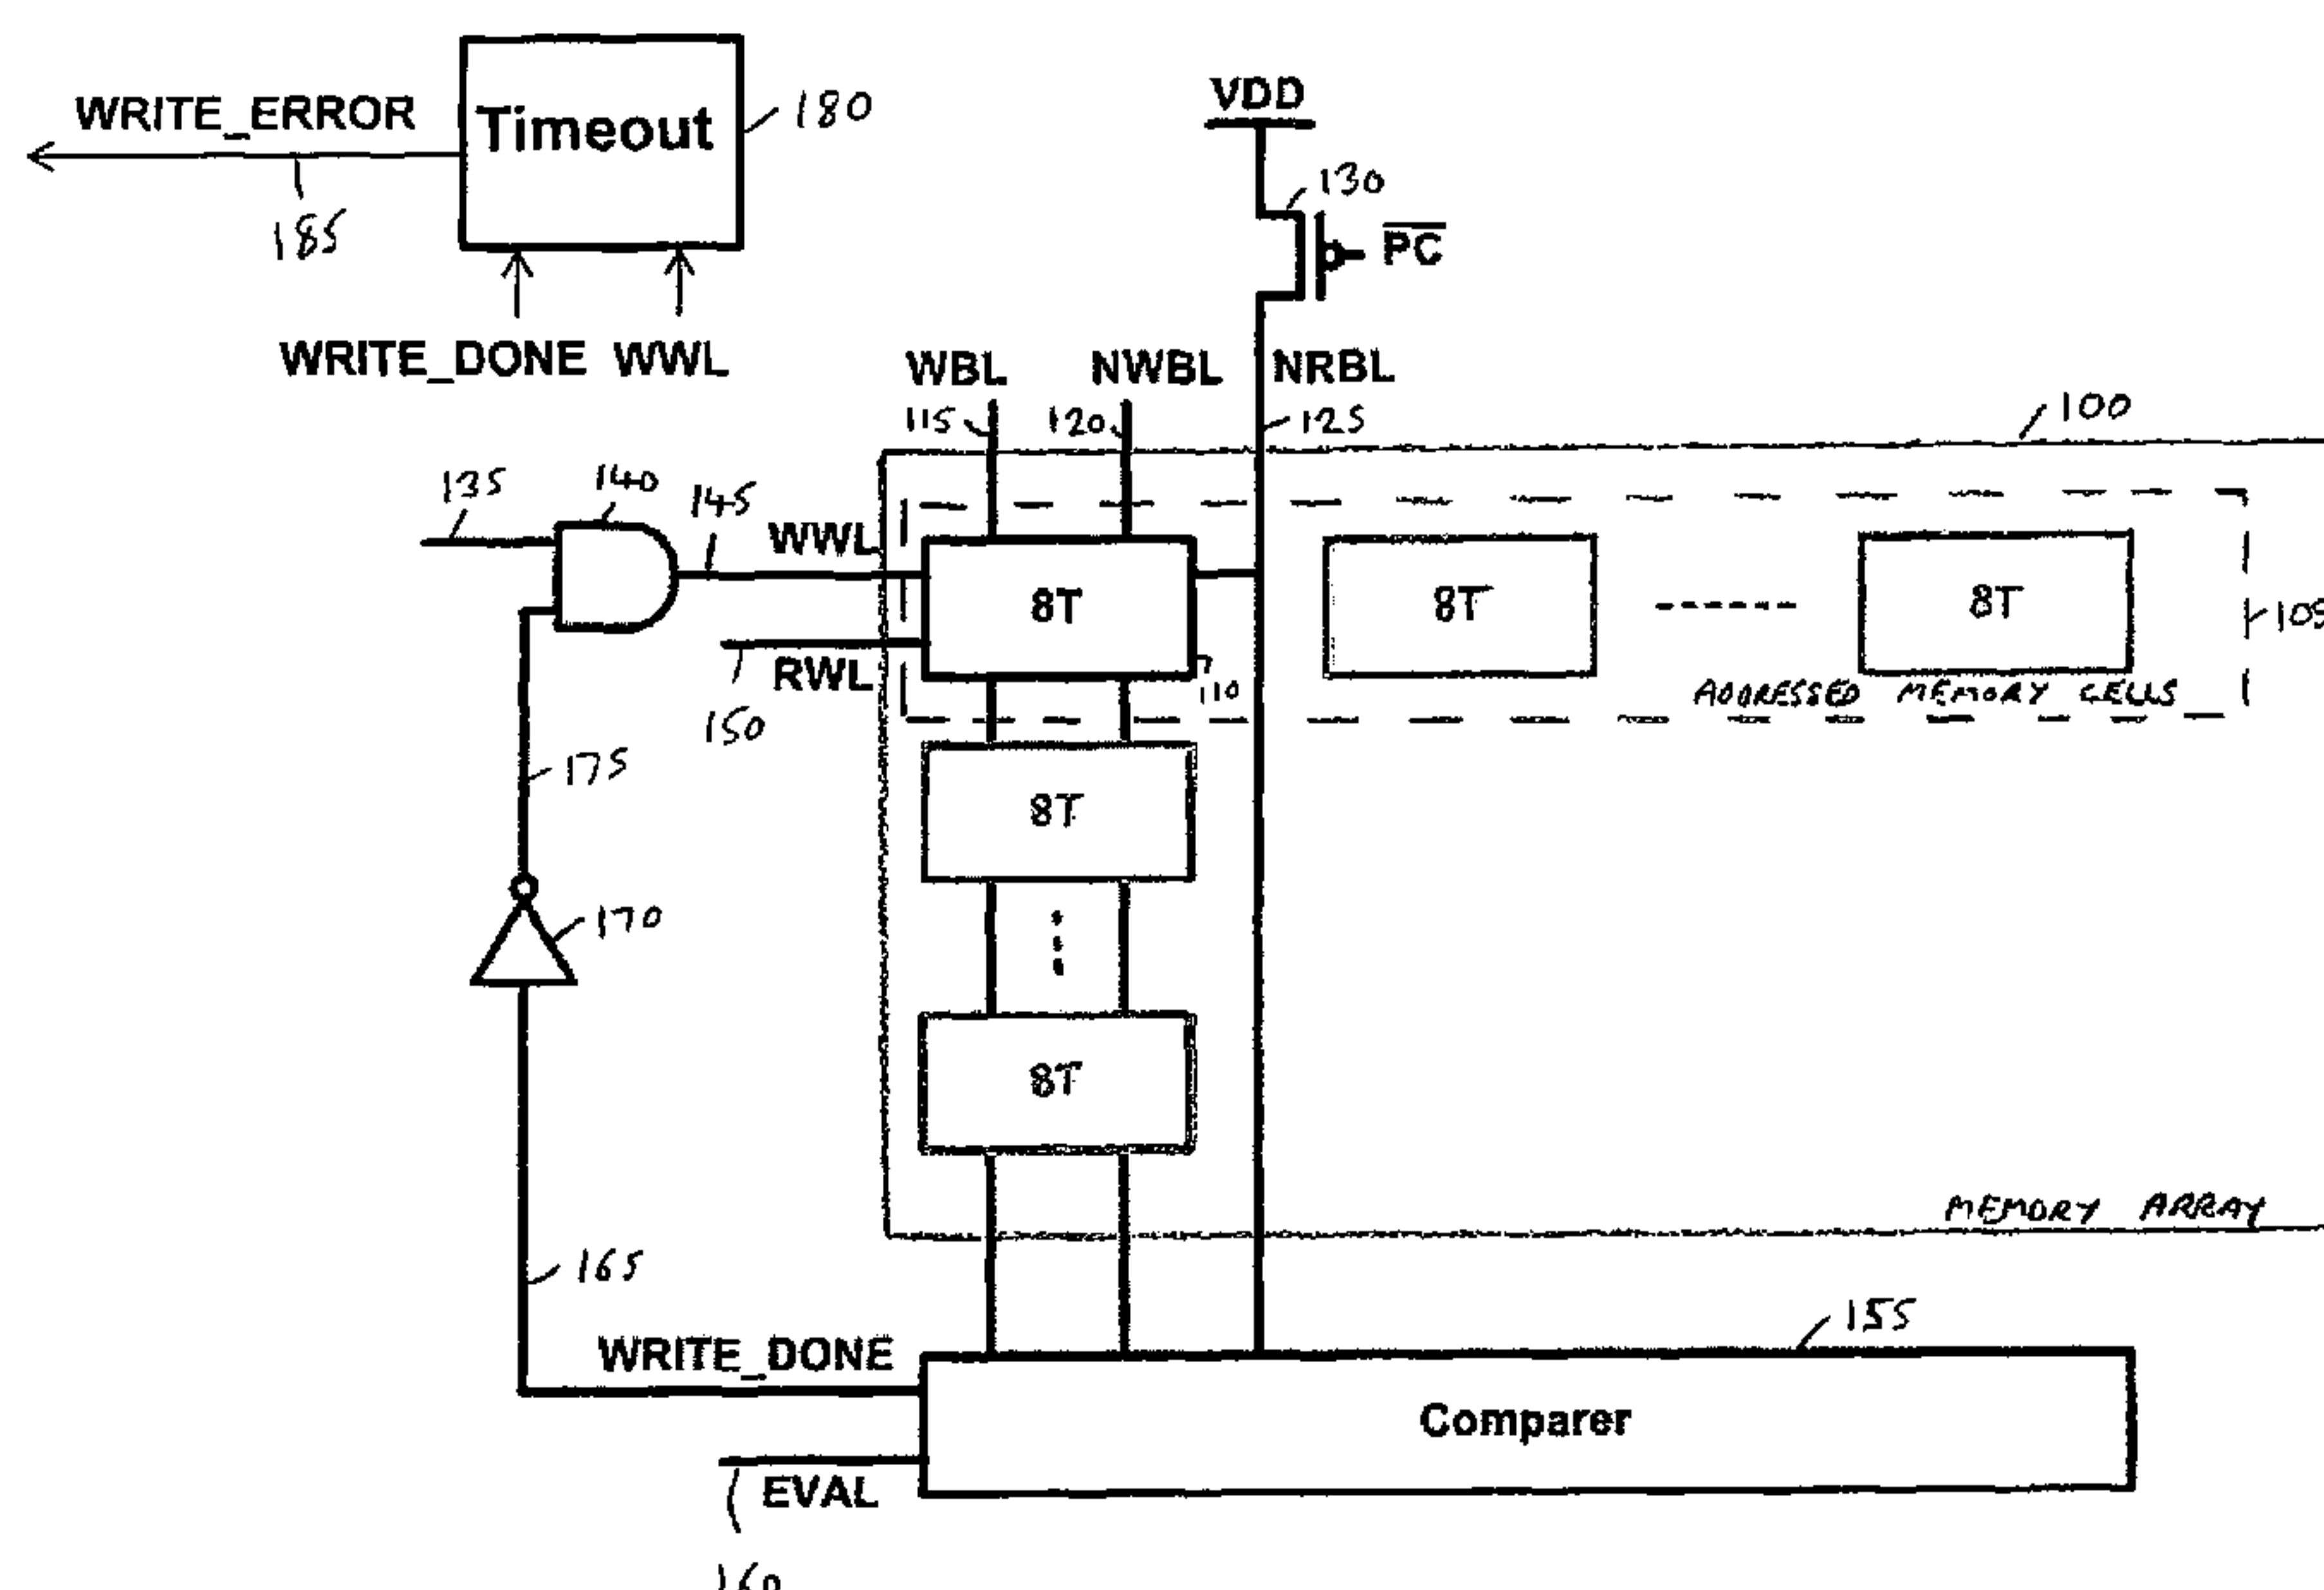 WRITE_ERROR
Timeout
180
185
WRITE_DONE WWL
VDD
130
PC
WBL NWBL NRBL
115 120 125
100
135 140 145
WWL
8T 8T ------ 8T
105
RWL
110
150
ADDRESSED MEMORY CELLS
175
8T
170
8T
MEMORY ARRAY
165
155
WRITE_DONE
Comparer
EVAL
160